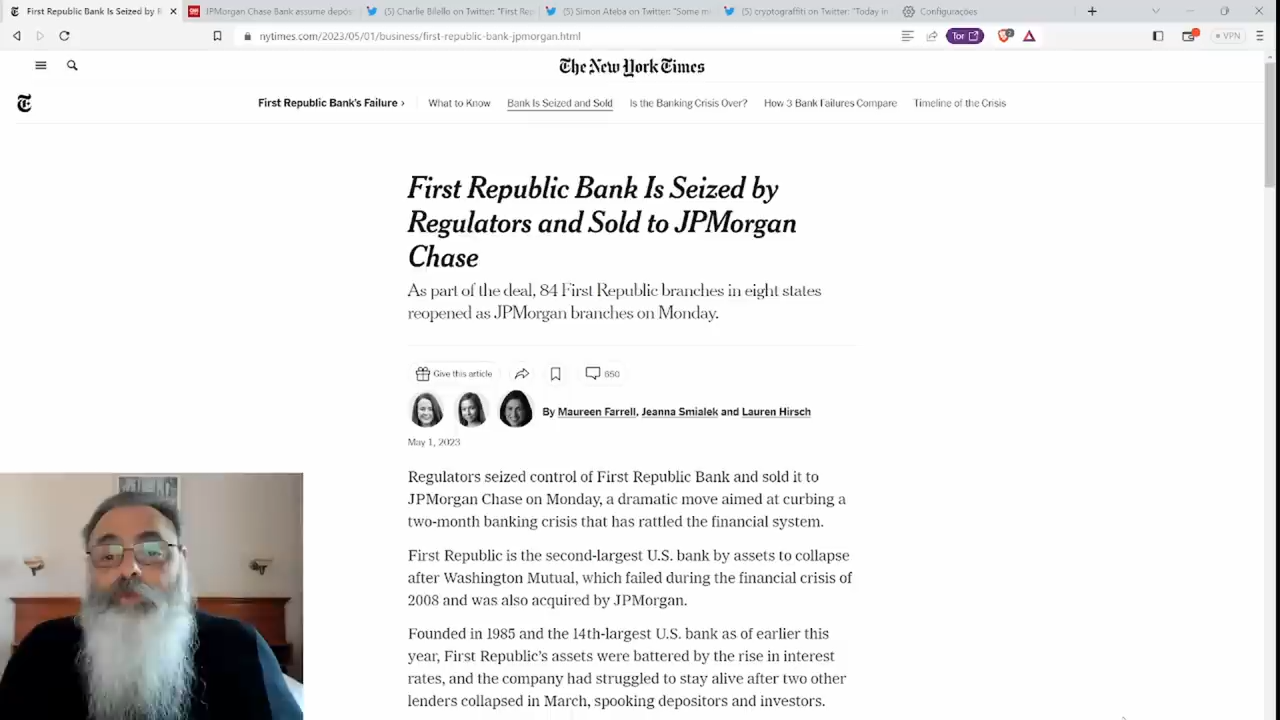 First Republic Bank Is Seized by R
JPMorgan Chase Bank assume depos
(5) Charlie Bilello on Twitter: "First Rep
(5) Simon Ateba on Twitter: "Some m
(5) cryptograffiti on Twitter: "Today in
Configurações
nytimes.com/2023/05/01/business/first-republic-bank-jpmorgan.html
Tor
VPN
The New York Times
First Republic Bank's Failure ›
What to Know
Bank Is Seized and Sold
Is the Banking Crisis Over?
How 3 Bank Failures Compare
Timeline of the Crisis
First Republic Bank Is Seized by
Regulators and Sold to JPMorgan
Chase
As part of the deal, 84 First Republic branches in eight states
reopened as JPMorgan branches on Monday.
Give this article
650
By Maureen Farrell, Jeanna Smialek and Lauren Hirsch
May 1, 2023
Regulators seized control of First Republic Bank and sold it to
JPMorgan Chase on Monday, a dramatic move aimed at curbing a
two-month banking crisis that has rattled the financial system.
First Republic is the second-largest U.S. bank by assets to collapse
after Washington Mutual, which failed during the financial crisis of
2008 and was also acquired by JPMorgan.
Founded in 1985 and the 14th-largest U.S. bank as of earlier this
year, First Republic's assets were battered by the rise in interest
rates, and the company had struggled to stay alive after two other
lenders collapsed in March, spooking depositors and investors.